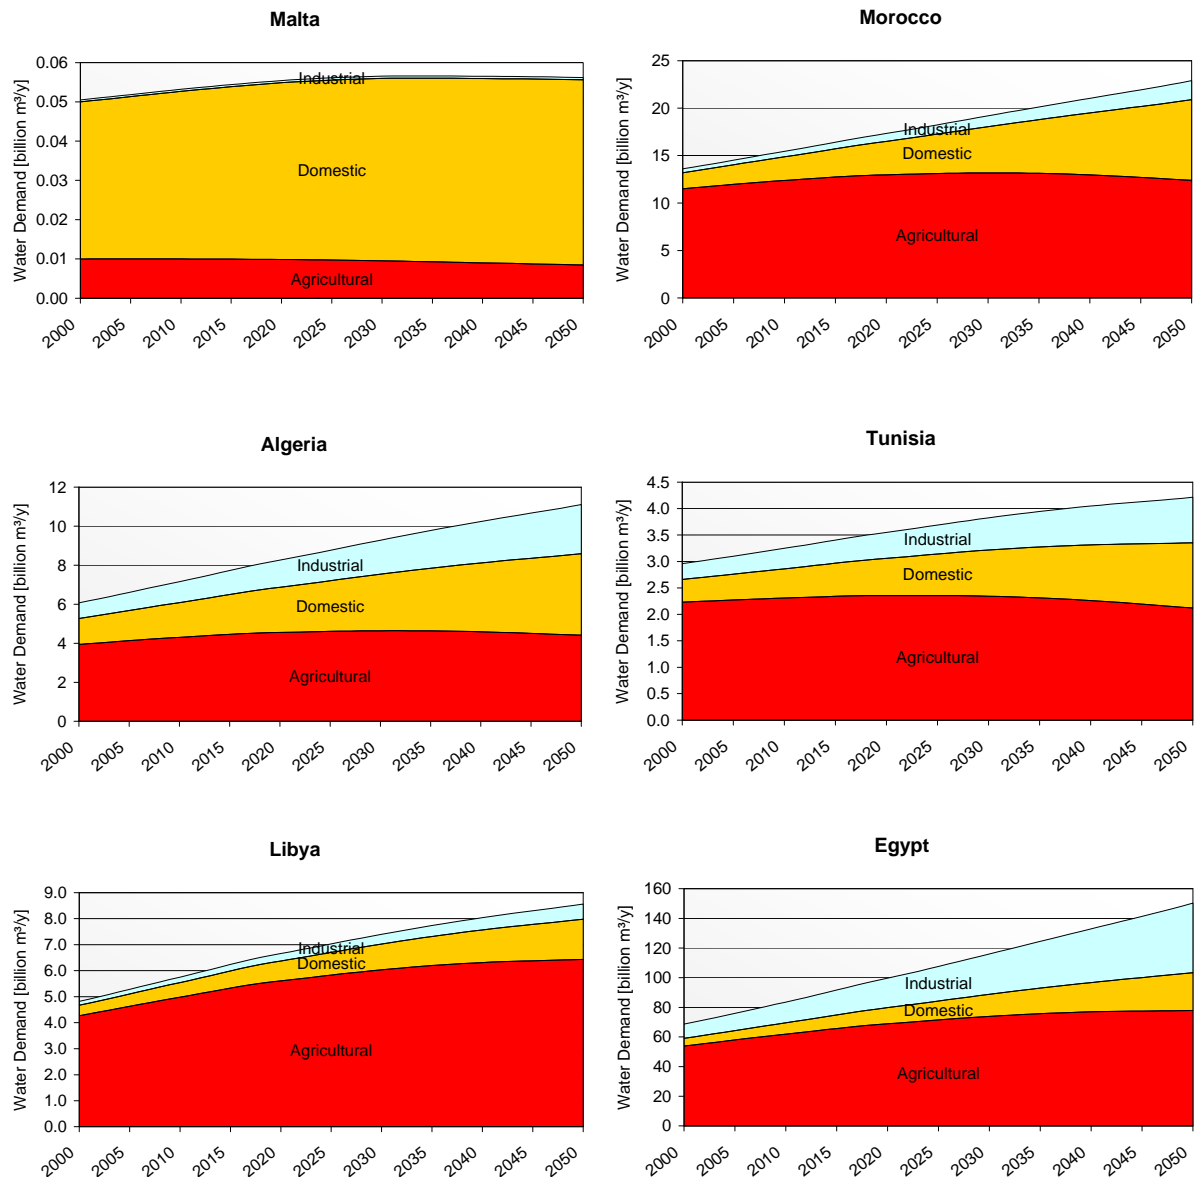 Malta
Water Demand [billion m³/y]
0.06
0.05
0.04
0.03
0.02
0.01
0.00
Industrial
Domestic
Agricultural
2000 2005 2010 2015 2020 2025 2030 2035 2040 2045 2050
Morocco
Water Demand [billion m³/y]
25
20
15
10
5
0
Industrial
Domestic
Agricultural
2000 2005 2010 2015 2020 2025 2030 2035 2040 2045 2050
Algeria
Water Demand [billion m³/y]
12
10
8
6
4
2
0
Industrial
Domestic
Agricultural
2000 2005 2010 2015 2020 2025 2030 2035 2040 2045 2050
Tunisia
Water Demand [billion m³/y]
4.5
4.0
3.5
3.0
2.5
2.0
1.5
1.0
0.5
0.0
Industrial
Domestic
Agricultural
2000 2005 2010 2015 2020 2025 2030 2035 2040 2045 2050
Libya
Water Demand [billion m³/y]
9.0
8.0
7.0
6.0
5.0
4.0
3.0
2.0
1.0
0.0
Industrial
Domestic
Agricultural
2000 2005 2010 2015 2020 2025 2030 2035 2040 2045 2050
Egypt
Water Demand [billion m³/y]
160
140
120
100
80
60
40
20
0
Industrial
Domestic
Agricultural
2000 2005 2010 2015 2020 2025 2030 2035 2040 2045 2050